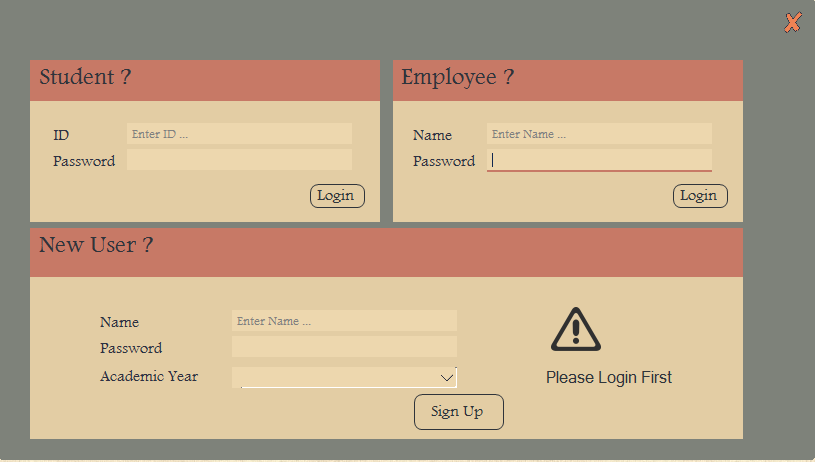 Student ?
ID
Enter ID ...
Password
Login
Employee ?
Name
Enter Name ...
Password
Login
New User ?
Name
Enter Name ...
Password
Academic Year
Sign Up
Please Login First